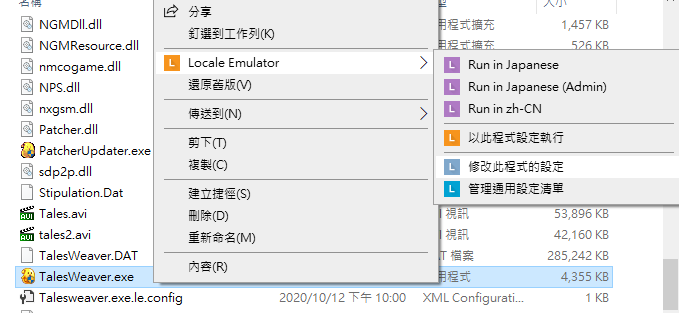 名稱
大小
NGMDll.dll
用程式擴充
1,457 KB
NGMResource.dll
用程式擴充
526 KB
nmcogame.dll
NPS.dll
nxgsm.dll
Patcher.dll
PatcherUpdater.exe
sdp2p.dll
Stipulation.Dat
Tales.avi
視訊
53,896 KB
tales2.avi
視訊
42,160 KB
TalesWeaver.DAT
T 檔案
285,242 KB
TalesWeaver.exe
用程式
4,355 KB
Talesweaver.exe.le.config
2020/10/12 下午 10:00
XML Configurati...
1 KB
分享
釘選到工作列(K)
Locale Emulator
還原舊版(V)
傳送到(N)
剪下(T)
複製(C)
建立捷徑(S)
刪除(D)
重新命名(M)
內容(R)
Run in Japanese
Run in Japanese (Admin)
Run in zh-CN
以此程式設定執行
修改此程式的設定
管理通用設定清單